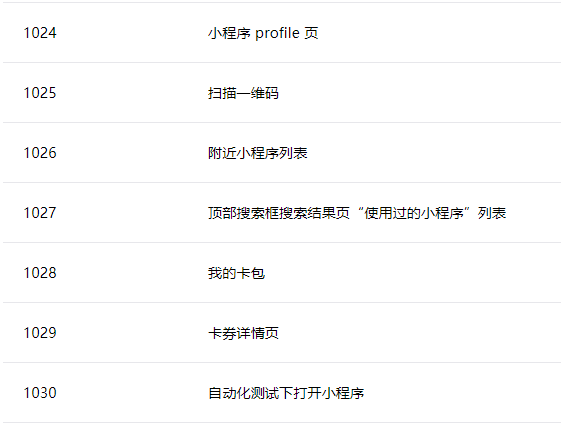 1024 小程序 profile 页
1025 扫描一维码
1026 附近小程序列表
1027 顶部搜索框搜索结果页“使用过的小程序”列表
1028 我的卡包
1029 卡券详情页
1030 自动化测试下打开小程序